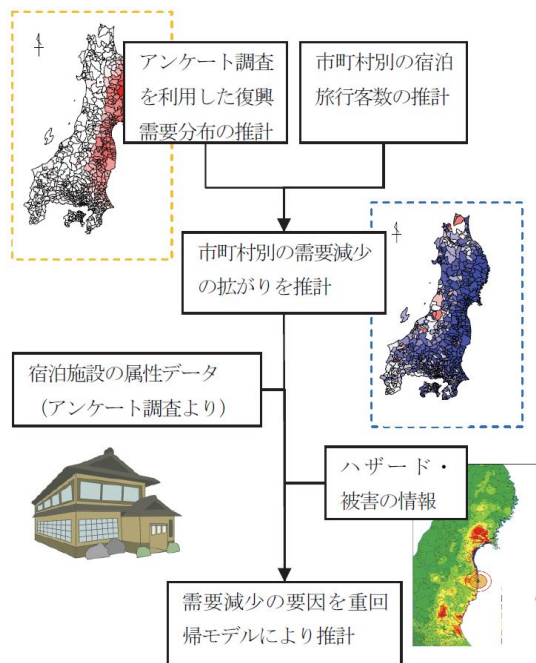 アンケート調査
を利用した復興
需要分布の推計
市町村別の宿泊
旅行客数の推計
市町村別の需要減少
の拡がりを推計
宿泊施設の属性データ
（アンケート調査より）
ハザード・
被害の情報
需要減少の要因を重回
帰モデルにより推計